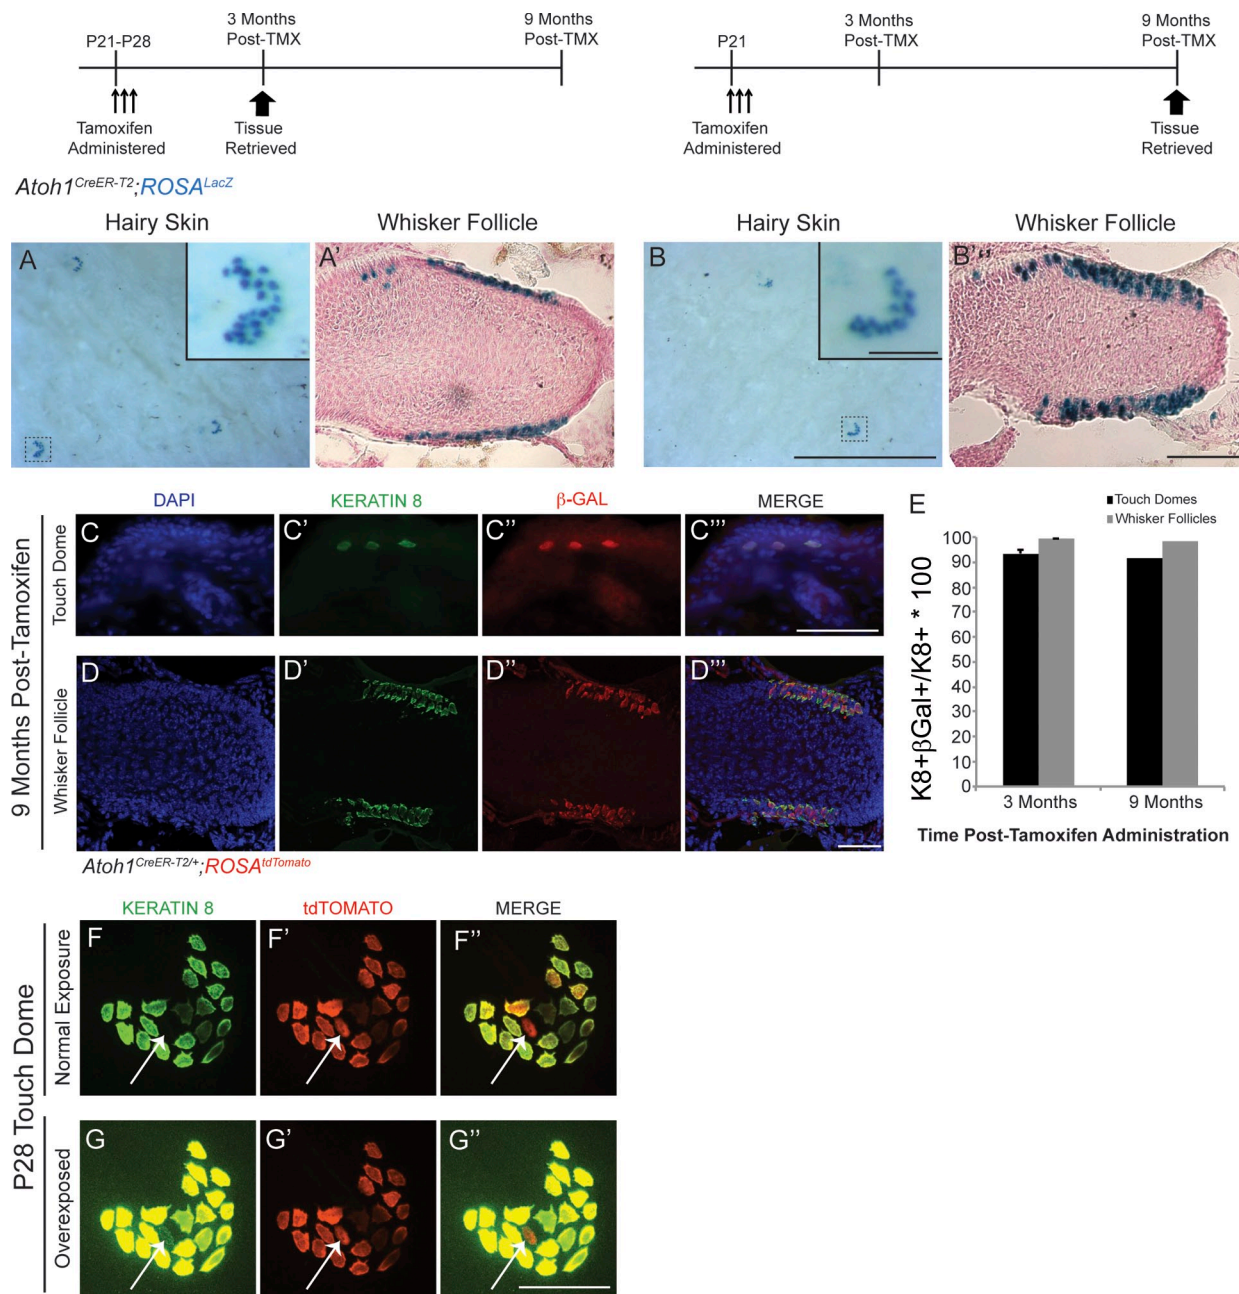 3 Months
Post-TMX
9 Months
Post-TMX
P21-P28
Tamoxifen
Administered
Tissue
Retrieved
3 Months
Post-TMX
9 Months
Post-TMX
P21
Tamoxifen
Administered
Tissue
Retrieved
Atoh1CreER-T2;ROSALacZ
Hairy Skin
Whisker Follicle
Hairy Skin
Whisker Follicle
A
A'
B
B'
9 Months Post-Tamoxifen
DAPI
KERATIN 8
β-GAL
MERGE
Touch Dome
C
C'
C''
C'''
Whisker Follicle
D
D'
D''
D'''
E
Touch Domes
Whisker Follicles
K8+βGal+/K8+ * 100
100
90
80
70
60
50
40
30
20
10
0
3 Months
9 Months
Time Post-Tamoxifen Administration
Atoh1CreER-T2/+;ROSAtdTomato
P28 Touch Dome
KERATIN 8
tdTOMATO
MERGE
Normal Exposure
F
F'
F''
Overexposed
G
G'
G''